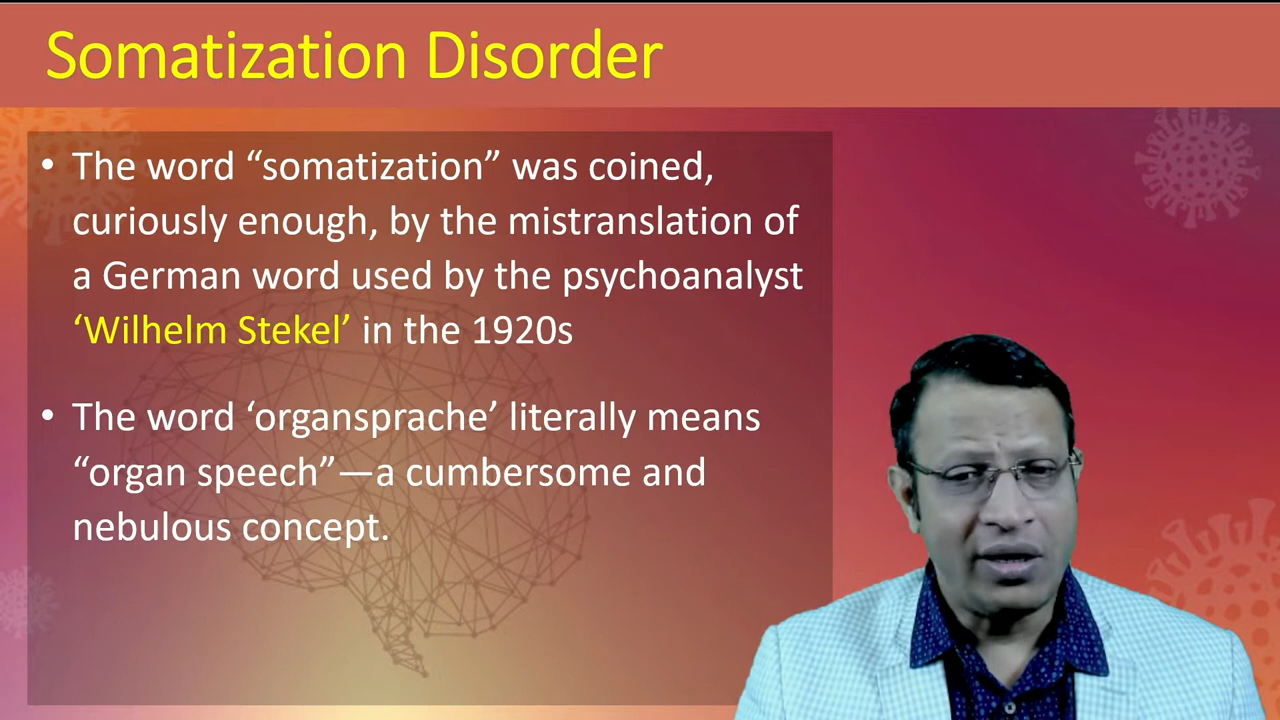 Somatization Disorder
• The word “somatization” was coined,
curiously enough, by the mistranslation of
a German word used by the psychoanalyst
‘Wilhelm Stekel’ in the 1920s
• The word ‘organsprache’ literally means
“organ speech”—a cumbersome and
nebulous concept.